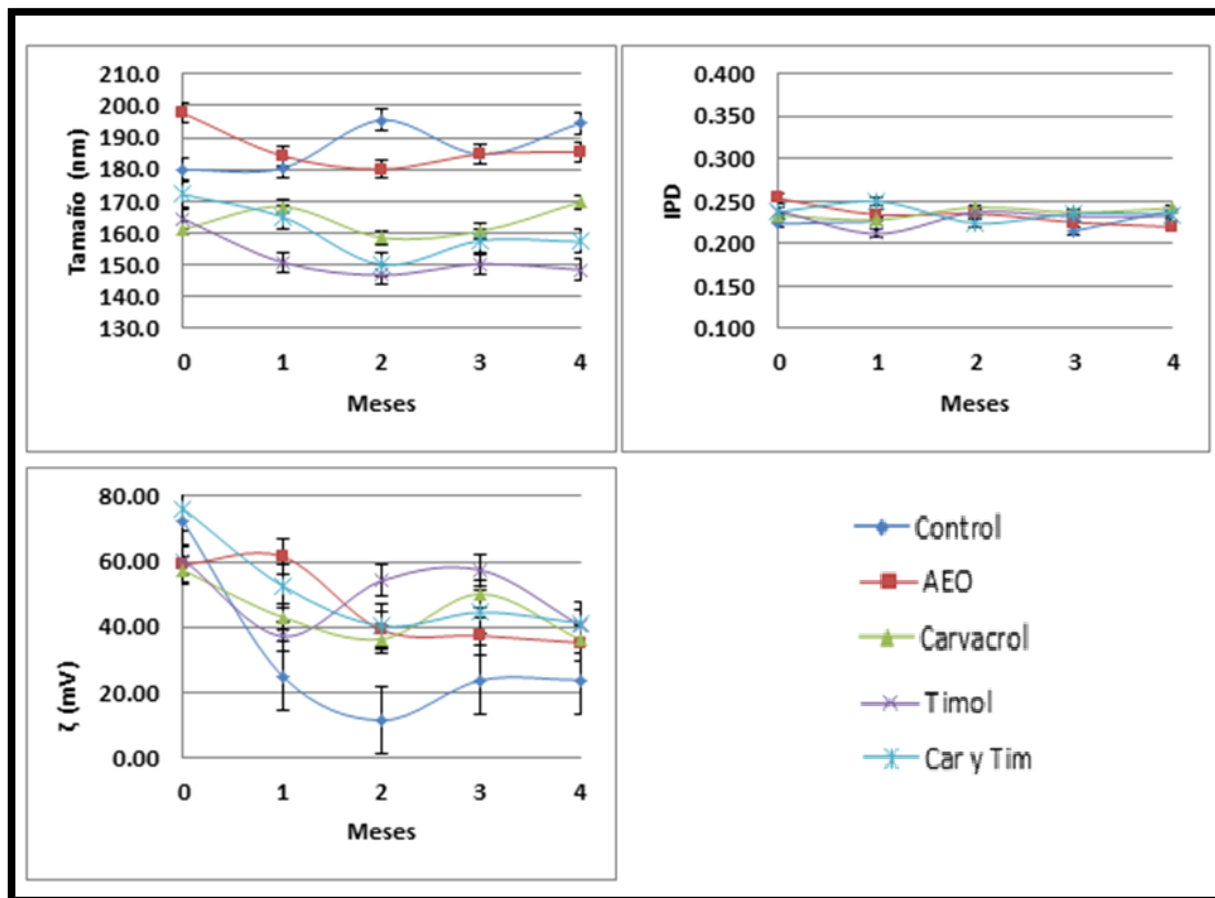 210.0
200.0
190.0
180.0
170.0
160.0
150.0
140.0
130.0
Tamaño (nm)
0 1 2 3 4
Meses
0.400
0.350
0.300
0.250
0.200
0.150
0.100
IPD
0 1 2 3 4
Meses
80.00
60.00
40.00
20.00
0.00
ζ (mV)
0 1 2 3 4
Meses
Control
AEO
Carvacrol
Timol
Car y Tim